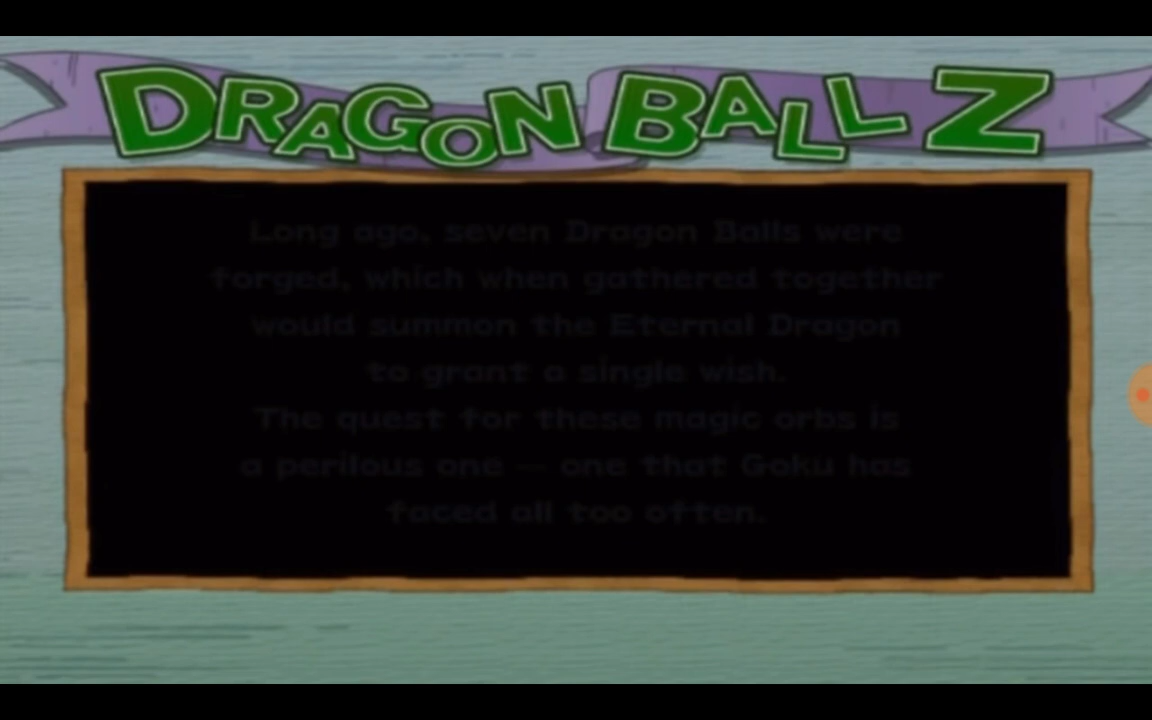 DRAGON BALL Z
Long ago, seven Dragon Balls were
forged, which when gathered together
would summon the Eternal Dragon
to grant a single wish.
The quest for these magic orbs is
a perilous one — one that Goku has
faced all too often.